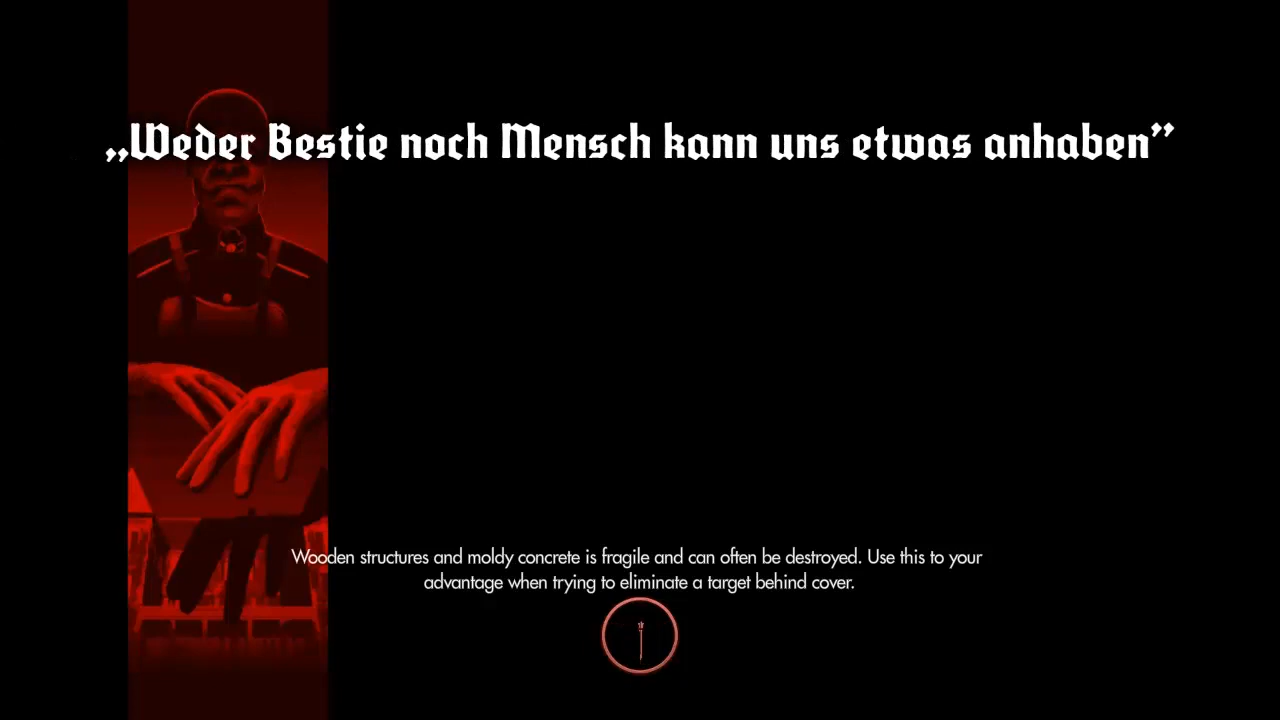 „Weder Bestie noch Mensch kann uns etwas anhaben”
Wooden structures and moldy concrete is fragile and can often be destroyed. Use this to your
advantage when trying to eliminate a target behind cover.